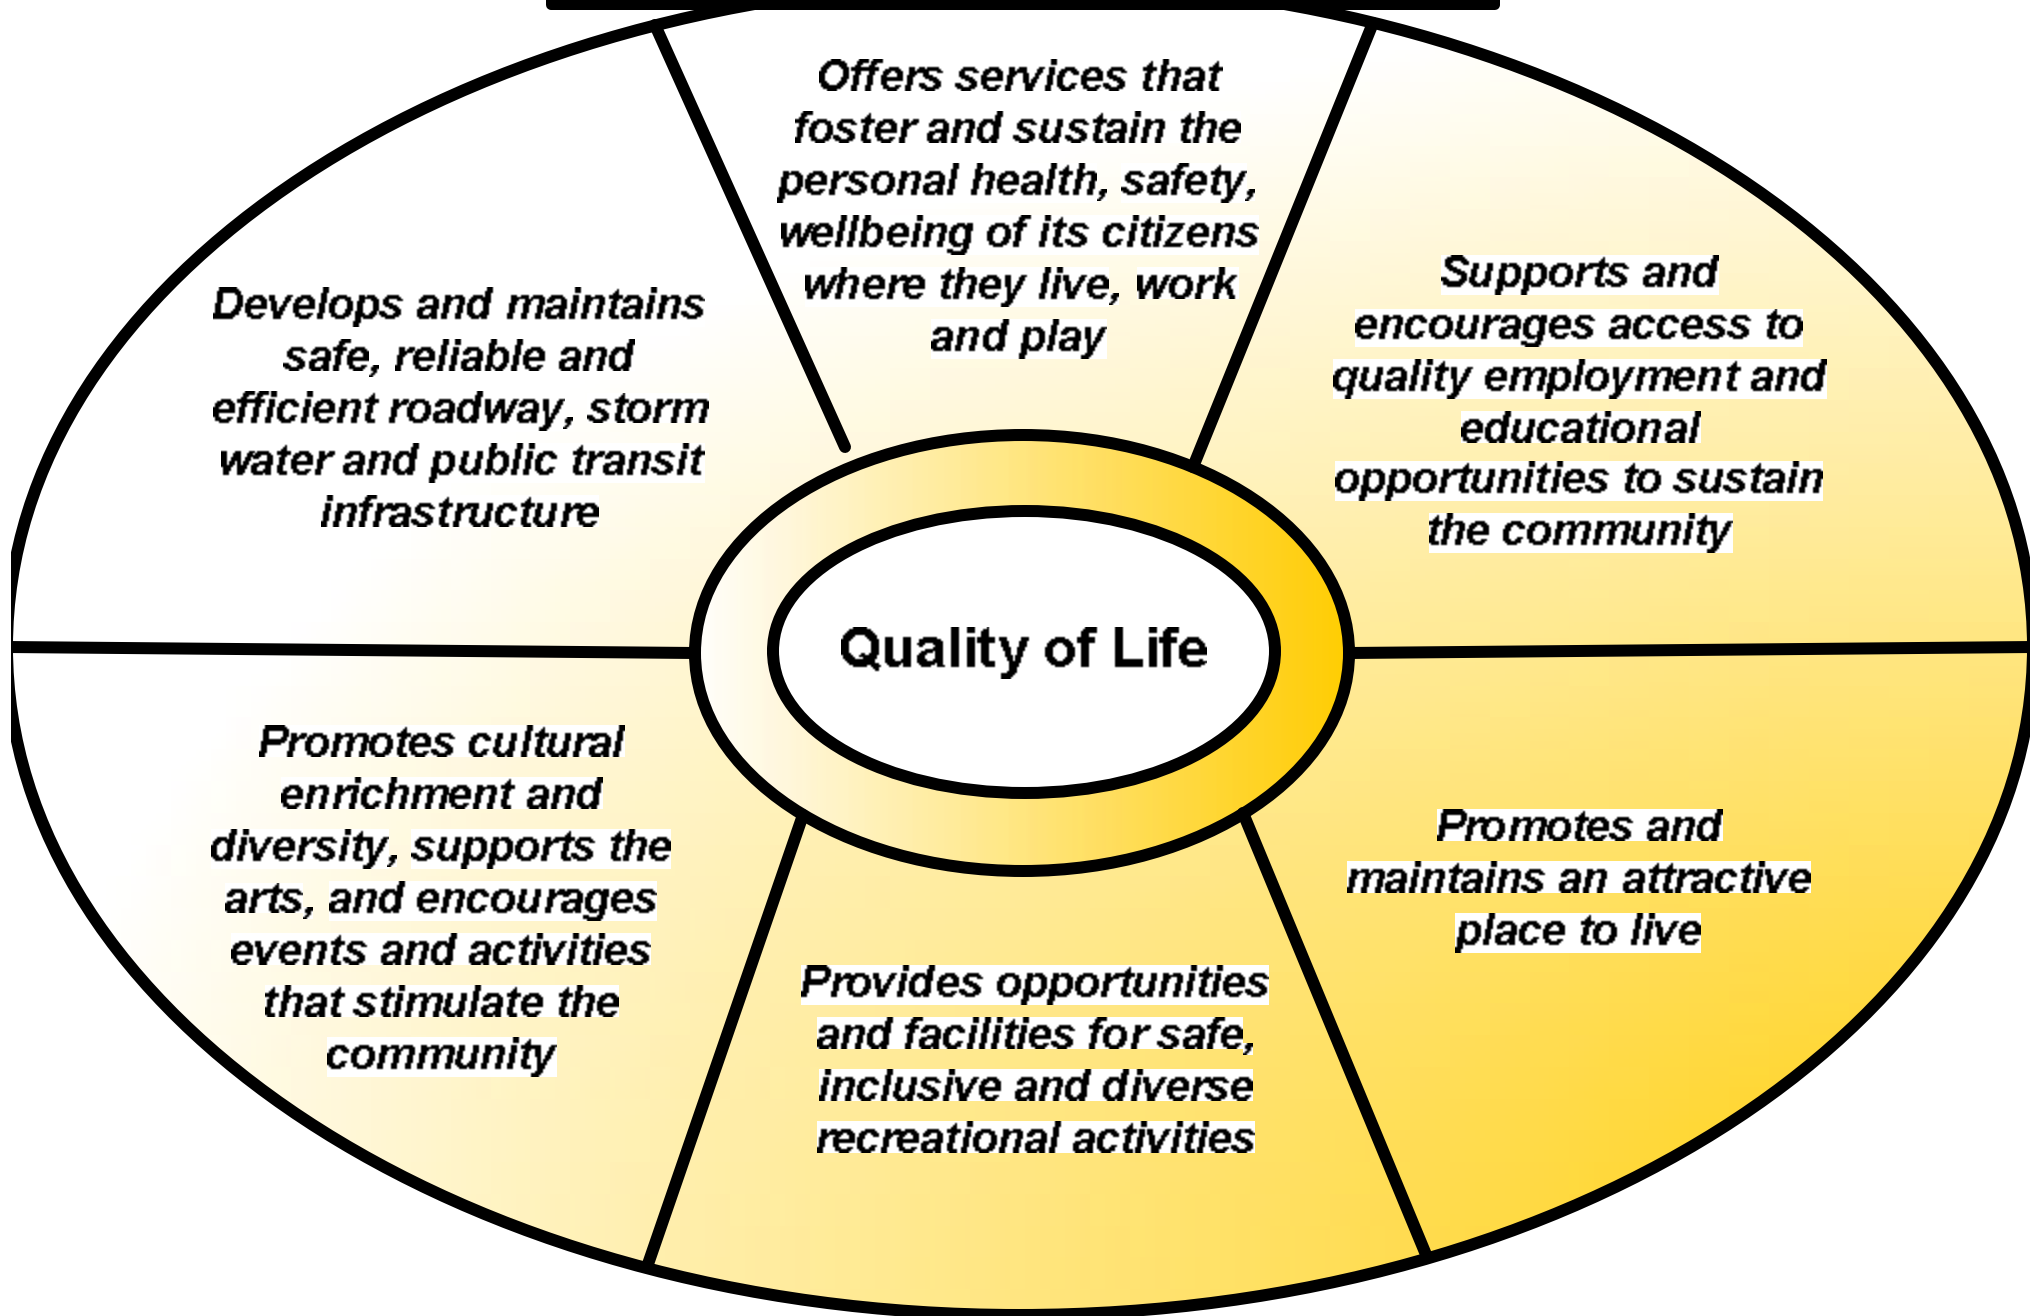 Offers services that
foster and sustain the
personal health, safety,
wellbeing of its citizens
where they live, work
and play
Supports and
encourages access to
quality employment and
educational
opportunities to sustain
the community
Promotes and
maintains an attractive
place to live
Provides opportunities
and facilities for safe,
inclusive and diverse
recreational activities
Promotes cultural
enrichment and
diversity, supports the
arts, and encourages
events and activities
that stimulate the
community
Develops and maintains
safe, reliable and
efficient roadway, storm
water and public transit
infrastructure
Quality of Life